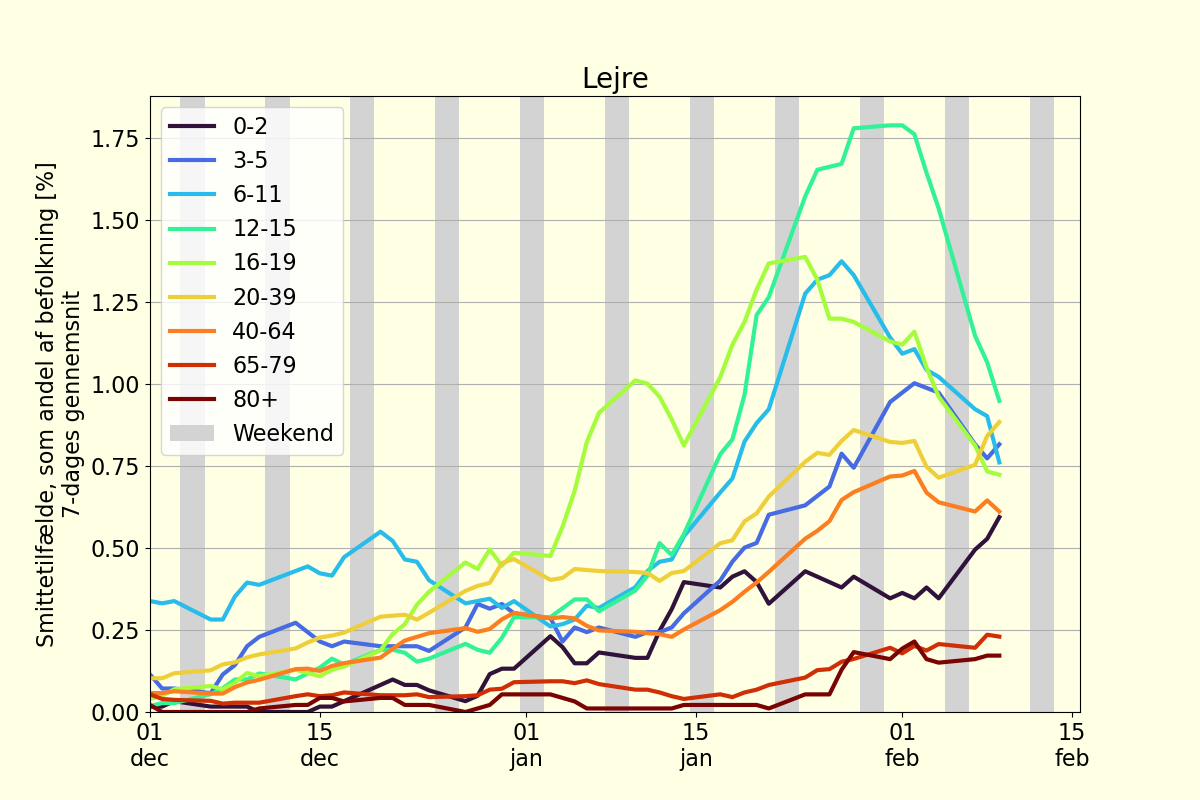 Lejre
Smittetilfælde, som andel af befolkning [%]
7-dages gennemsnit
1.75
1.50
1.25
1.00
0.75
0.50
0.25
0.00
0-2
3-5
6-11
12-15
16-19
20-39
40-64
65-79
80+
Weekend
01 15 01 15 01 15
dec dec jan jan feb feb